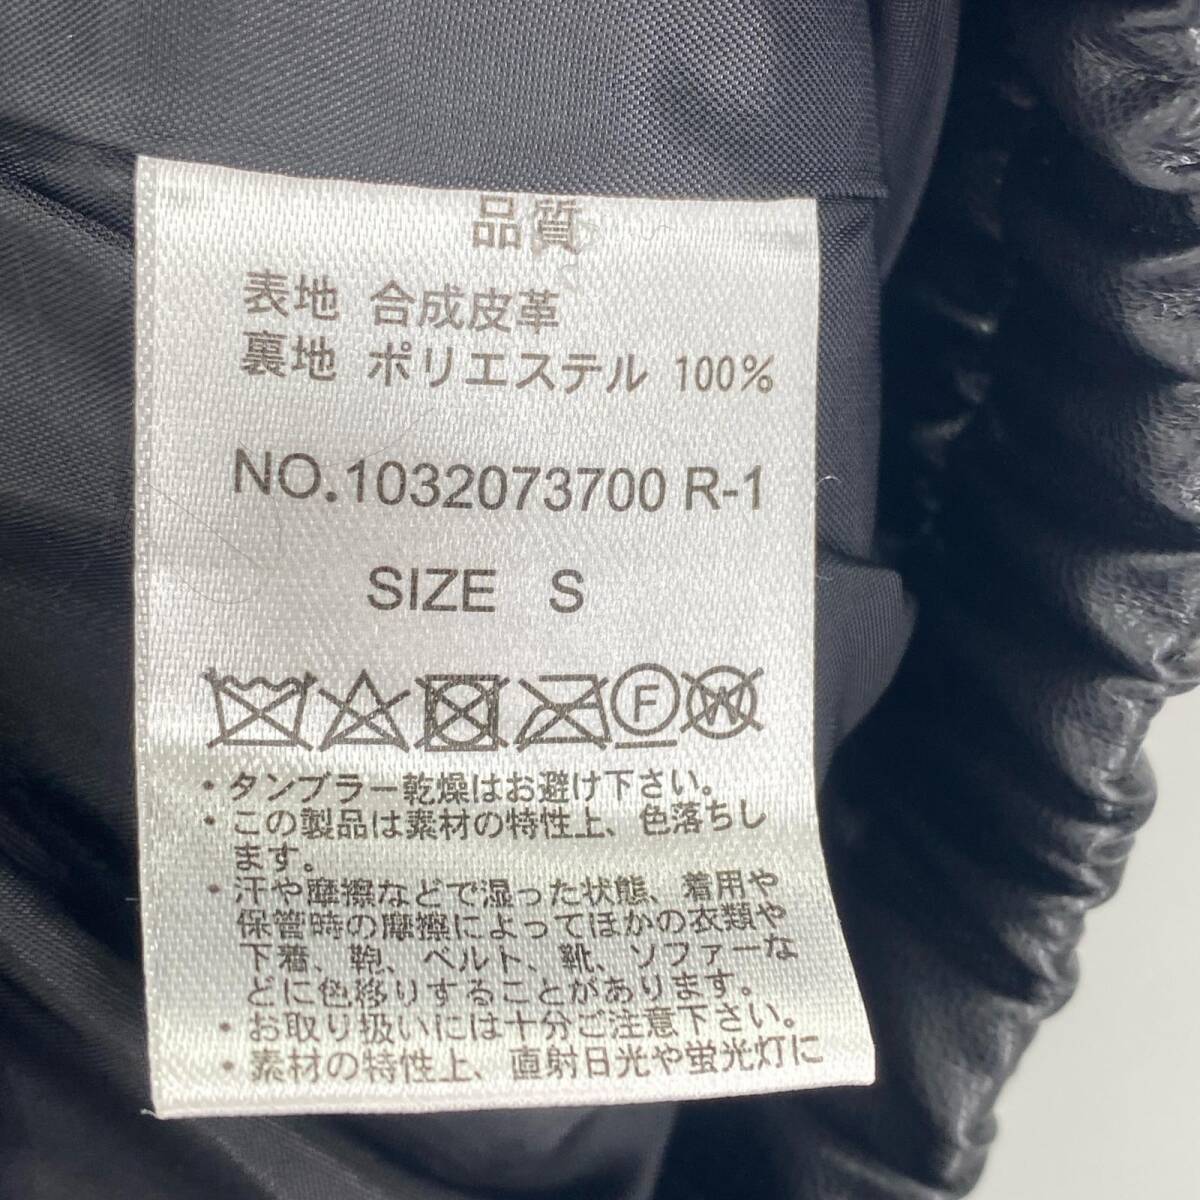 品質
表地 合成皮革
裏地 ポリエステル 100%
NO.1032073700 R-1
SIZE S
F W
・タンブラー乾燥はお避け下さい。
・この製品は素材の特性上、色落ちし
ます。
・汗や摩擦などで湿った状態、着用や
保管時の摩擦によってほかの衣類や
下着、鞄、ベルト、靴、ソファーな
どに色移りすることがあります。
・お取り扱いには十分ご注意下さい。
・素材の特性上、直射日光や蛍光灯に